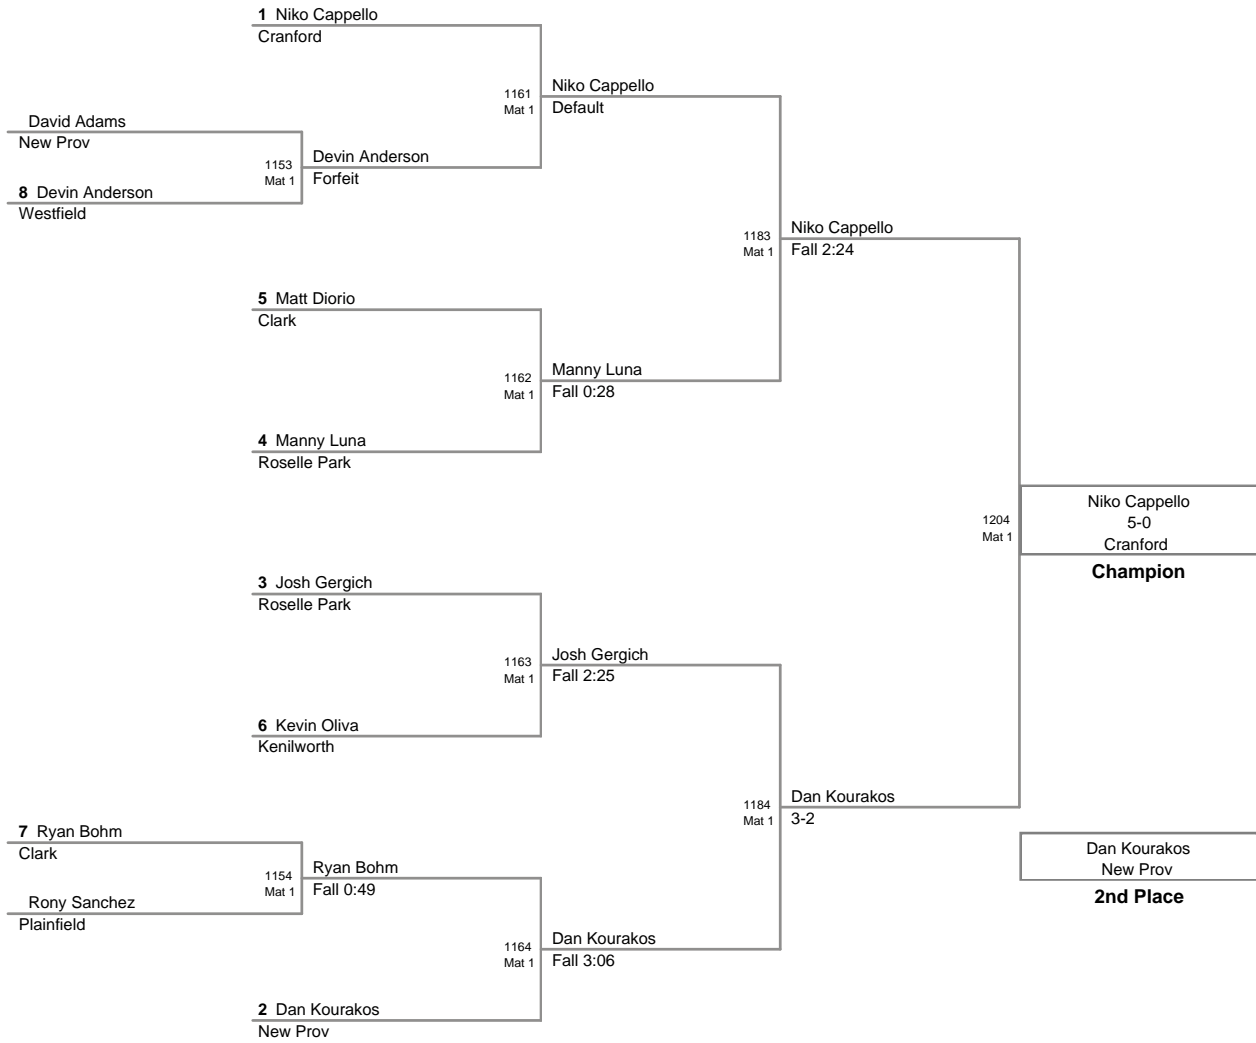 1 Niko Cappello
Cranford
1161
Mat 1
Niko Cappello
Default
David Adams
New Prov
1153
Mat 1
Devin Anderson
Forfeit
8 Devin Anderson
Westfield
1183
Mat 1
Niko Cappello
Fall 2:24
5 Matt Diorio
Clark
1162
Mat 1
Manny Luna
Fall 0:28
4 Manny Luna
Roselle Park
1204
Mat 1
Niko Cappello
5-0
Cranford
Champion
3 Josh Gergich
Roselle Park
1163
Mat 1
Josh Gergich
Fall 2:25
6 Kevin Oliva
Kenilworth
1184
Mat 1
Dan Kourakos
3-2
7 Ryan Bohm
Clark
1154
Mat 1
Ryan Bohm
Fall 0:49
Rony Sanchez
Plainfield
Dan Kourakos
New Prov
2nd Place
1164
Mat 1
Dan Kourakos
Fall 3:06
2 Dan Kourakos
New Prov